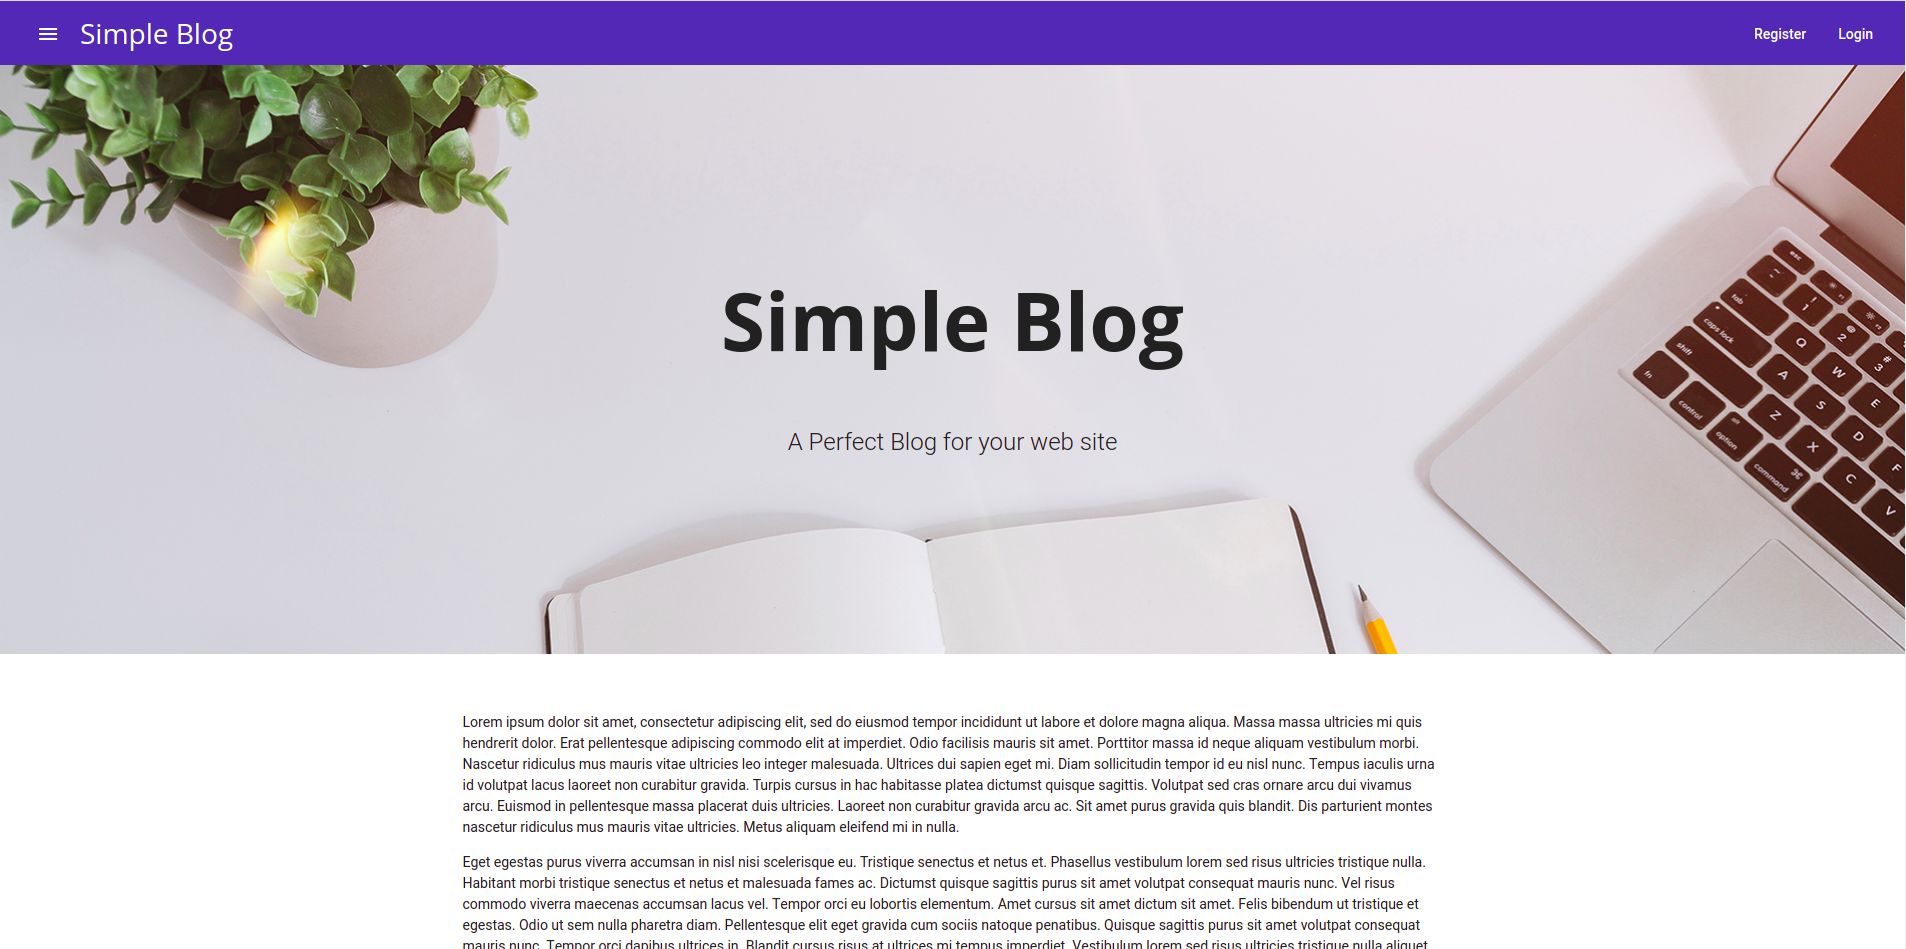 Simple Blog
Register Login
Simple Blog
A Perfect Blog for your web site
esc
tab
caps lock
shift
fn
control
option
command
~
!
1
@
2
#
3
Q
W
E
A
S
D
F
Z
X
C
V
Lorem ipsum dolor sit amet, consectetur adipiscing elit, sed do eiusmod tempor incididunt ut labore et dolore magna aliqua. Massa massa ultricies mi quis
hendrerit dolor. Erat pellentesque adipiscing commodo elit at imperdiet. Odio facilisis mauris sit amet. Porttitor massa id neque aliquam vestibulum morbi.
Nascetur ridiculus mus mauris vitae ultricies leo integer malesuada. Ultrices dui sapien eget mi. Diam sollicitudin tempor id eu nisl nunc. Tempus iaculis urna
id volutpat lacus laoreet non curabitur gravida. Turpis cursus in hac habitasse platea dictumst quisque sagittis. Volutpat sed cras ornare arcu dui vivamus
arcu. Euismod in pellentesque massa placerat duis ultricies. Laoreet non curabitur gravida arcu ac. Sit amet purus gravida quis blandit. Dis parturient montes
nascetur ridiculus mus mauris vitae ultricies. Metus aliquam eleifend mi in nulla.
Eget egestas purus viverra accumsan in nisl nisi scelerisque eu. Tristique senectus et netus et. Phasellus vestibulum lorem sed risus ultricies tristique nulla.
Habitant morbi tristique senectus et netus et malesuada fames ac. Dictumst quisque sagittis purus sit amet volutpat consequat mauris nunc. Vel risus
commodo viverra maecenas accumsan lacus vel. Tempor orci eu lobortis elementum. Amet cursus sit amet dictum sit amet. Felis bibendum ut tristique et
egestas. Odio ut sem nulla pharetra diam. Pellentesque elit eget gravida cum sociis natoque penatibus. Quisque sagittis purus sit amet volutpat consequat
mauris nunc. Tempor orci dapibus ultrices in. Blandit cursus risus at ultrices mi tempus imperdiet. Vestibulum lorem sed risus ultricies tristique nulla aliquet